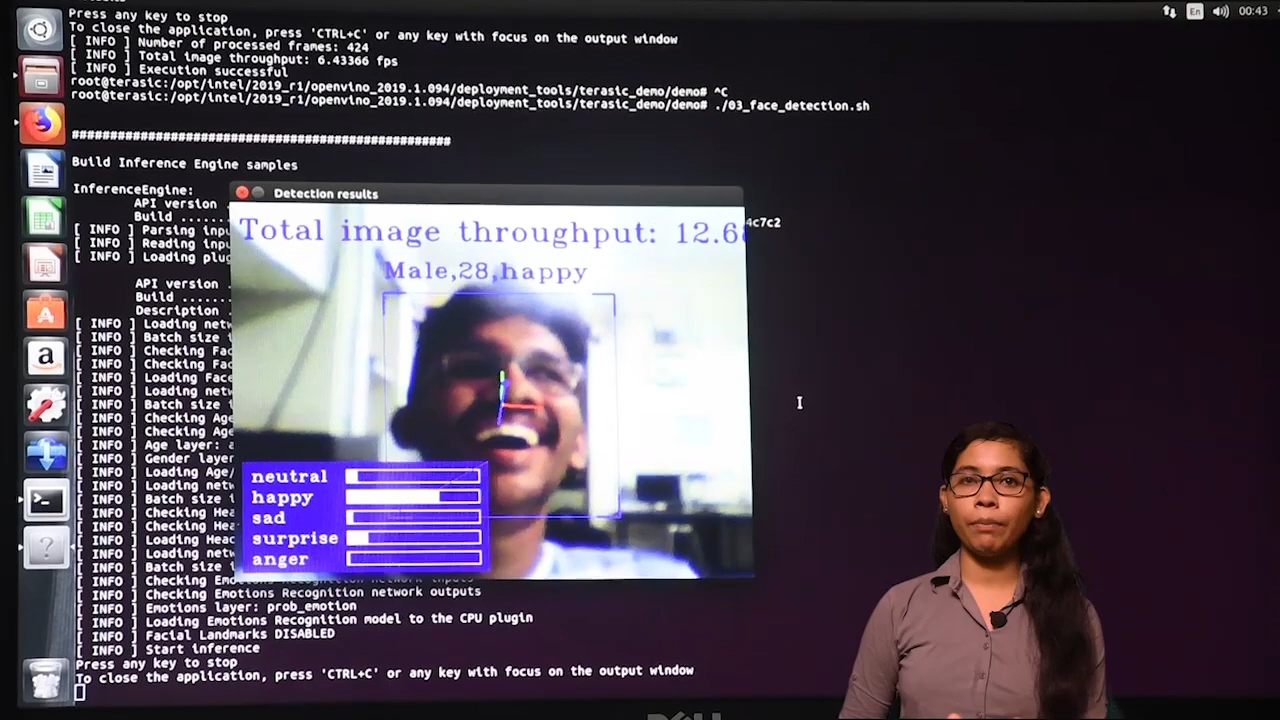 En
00:43
Press any key to stop
To close the application, press 'CTRL+C' or any key with focus on the output window
[ INFO ] Number of processed frames: 424
[ INFO ] Total image throughput: 6.43366 fps
[ INFO ] Execution successful
root@terasic:/opt/intel/2019_r1/openvino_2019.1.094/deployment_tools/terasic_demo/demo# ^C
root@terasic:/opt/intel/2019_r1/openvino_2019.1.094/deployment_tools/terasic_demo/demo# ./03_face_detection.sh
###################################################
Build Inference Engine samples
InferenceEngine:
API version .
Build ......
4c7c2
[ INFO ] Parsing inpu
[ INFO ] Reading inpu
[ INFO ] Loading plug
API version .
Build ......
Description .
[ INFO ] Loading netw
[ INFO ] Batch size i
[ INFO ] Checking Fac
[ INFO ] Checking Fac
[ INFO ] Loading Face
[ INFO ] Loading netw
[ INFO ] Batch size i
[ INFO ] Checking Age
[ INFO ] Checking Age
[ INFO ] Age layer: a
[ INFO ] Gender layer
[ INFO ] Loading Age/
[ INFO ] Loading netw
[ INFO ] Batch size i
[ INFO ] Checking Hea
[ INFO ] Checking Hea
[ INFO ] Loading Head
[ INFO ] Loading netw
[ INFO ] Batch size i
[ INFO ] Checking Emotions Recognition network inputs
[ INFO ] Checking Emotions Recognition network outputs
[ INFO ] Emotions layer: prob_emotion
[ INFO ] Loading Emotions Recognition model to the CPU plugin
[ INFO ] Facial Landmarks DISABLED
[ INFO ] Start inference
Press any key to stop
To close the application, press 'CTRL+C' or any key with focus on the output window
Detection results
Total image throughput: 12.6
Male,28,happy
neutral
happy
sad
surprise
anger
DELL